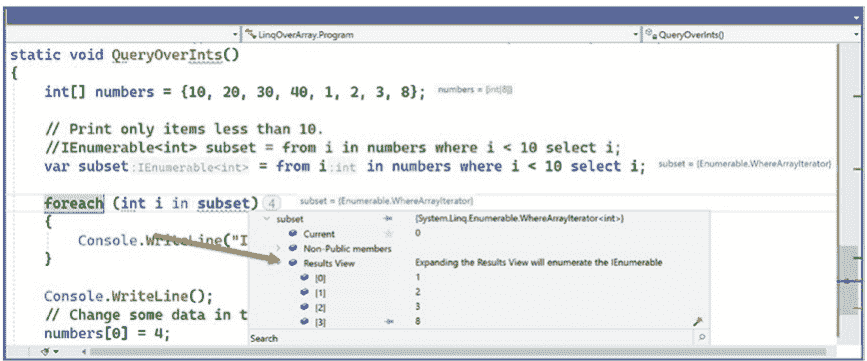 LinqOverArray.Program QueryOverInts()
static void QueryOverInts()
{
int[] numbers = {10, 20, 30, 40, 1, 2, 3, 8}; numbers = {int[8]}
// Print only items less than 10.
//IEnumerable<int> subset = from i in numbers where i < 10 select i;
var subset:IEnumerable<int> = from i:int in numbers where i < 10 select i; subset = {Enumerable.WhereArrayIterator}
foreach (int i in subset) 4 subset = {Enumerable.WhereArrayIterator}
subset {System.Linq.Enumerable.WhereArrayIterator<int>}
{
Current 0
Console.WriteLine("I
Non-Public members
}
Results View Expanding the Results View will enumerate the IEnumerable
[0] 1
Console.WriteLine();
[1] 2
// Change some data in t
[2] 3
numbers[0] = 4;
[3] 8
Search